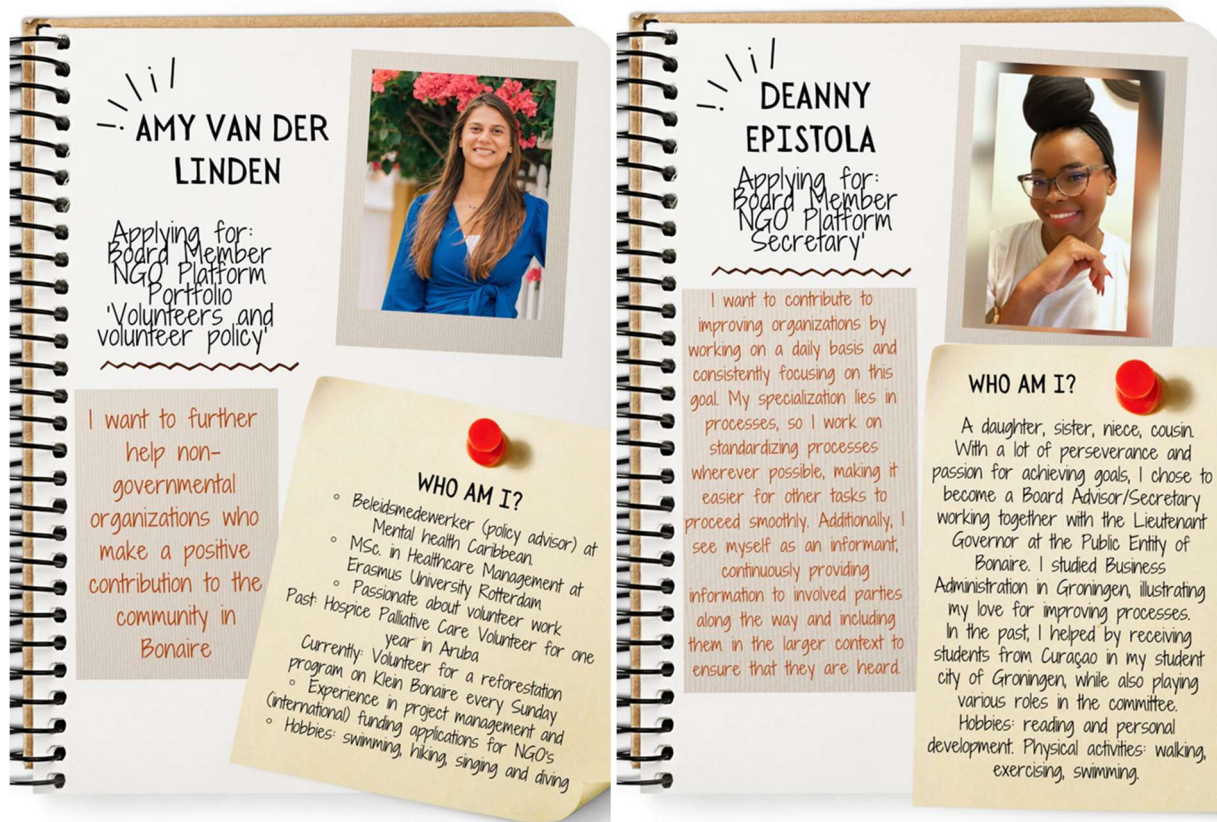 AMY VAN DER
LINDEN
Applying for:
Board Member
NGO Platform
Portfolio
'Volunteers and
volunteer policy'
I want to further
help non-
governmental
organizations who
make a positive
contribution to the
community in
Bonaire
WHO AM I?
◦ Beleidsmedewerker (policy advisor) at
Mental health Caribbean.
◦ MSc. in Healthcare Management at
Erasmus University Rotterdam
◦ Passionate about volunteer work
Past: Hospice Palliative Care Volunteer for one
year in Aruba
Currently: Volunteer for a reforestation
program on Klein Bonaire every Sunday
◦ Experience in project management and
(international) funding applications for NGO's
◦ Hobbies: swimming, hiking, singing and diving
DEANNY
EPISTOLA
Applying for:
Board Member
NGO Platform
Secretary'
I want to contribute to
improving organizations by
working on a daily basis and
consistently focusing on this
goal. My specialization lies in
processes, so I work on
standardizing processes
wherever possible, making it
easier for other tasks to
proceed smoothly. Additionally, I
see myself as an informant,
continuously providing
information to involved parties
along the way and including
them in the larger context to
ensure that they are heard.
WHO AM I?
A daughter, sister, niece, cousin.
With a lot of perseverance and
passion for achieving goals, I chose to
become a Board Advisor/Secretary
working together with the Lieutenant
Governor at the Public Entity of
Bonaire. I studied Business
Administration in Groningen, illustrating
my love for improving processes.
In the past, I helped by receiving
students from Curaçao in my student
city of Groningen, while also playing
various roles in the committee.
Hobbies: reading and personal
development. Physical activities: walking,
exercising, swimming.